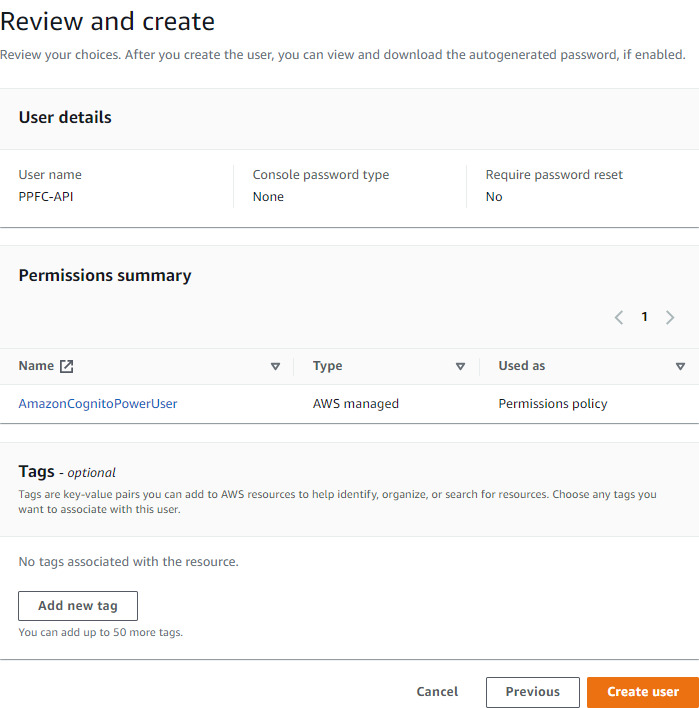 Review and create
Review your choices. After you create the user, you can view and download the autogenerated password, if enabled.
User details
User name
PPFC-API
Console password type
None
Require password reset
No
Permissions summary
1
Name
Type
Used as
AmazonCognitoPowerUser
AWS managed
Permissions policy
Tags - optional
Tags are key-value pairs you can add to AWS resources to help identify, organize, or search for resources. Choose any tags you
want to associate with this user.
No tags associated with the resource.
Add new tag
You can add up to 50 more tags.
Cancel
Previous
Create user